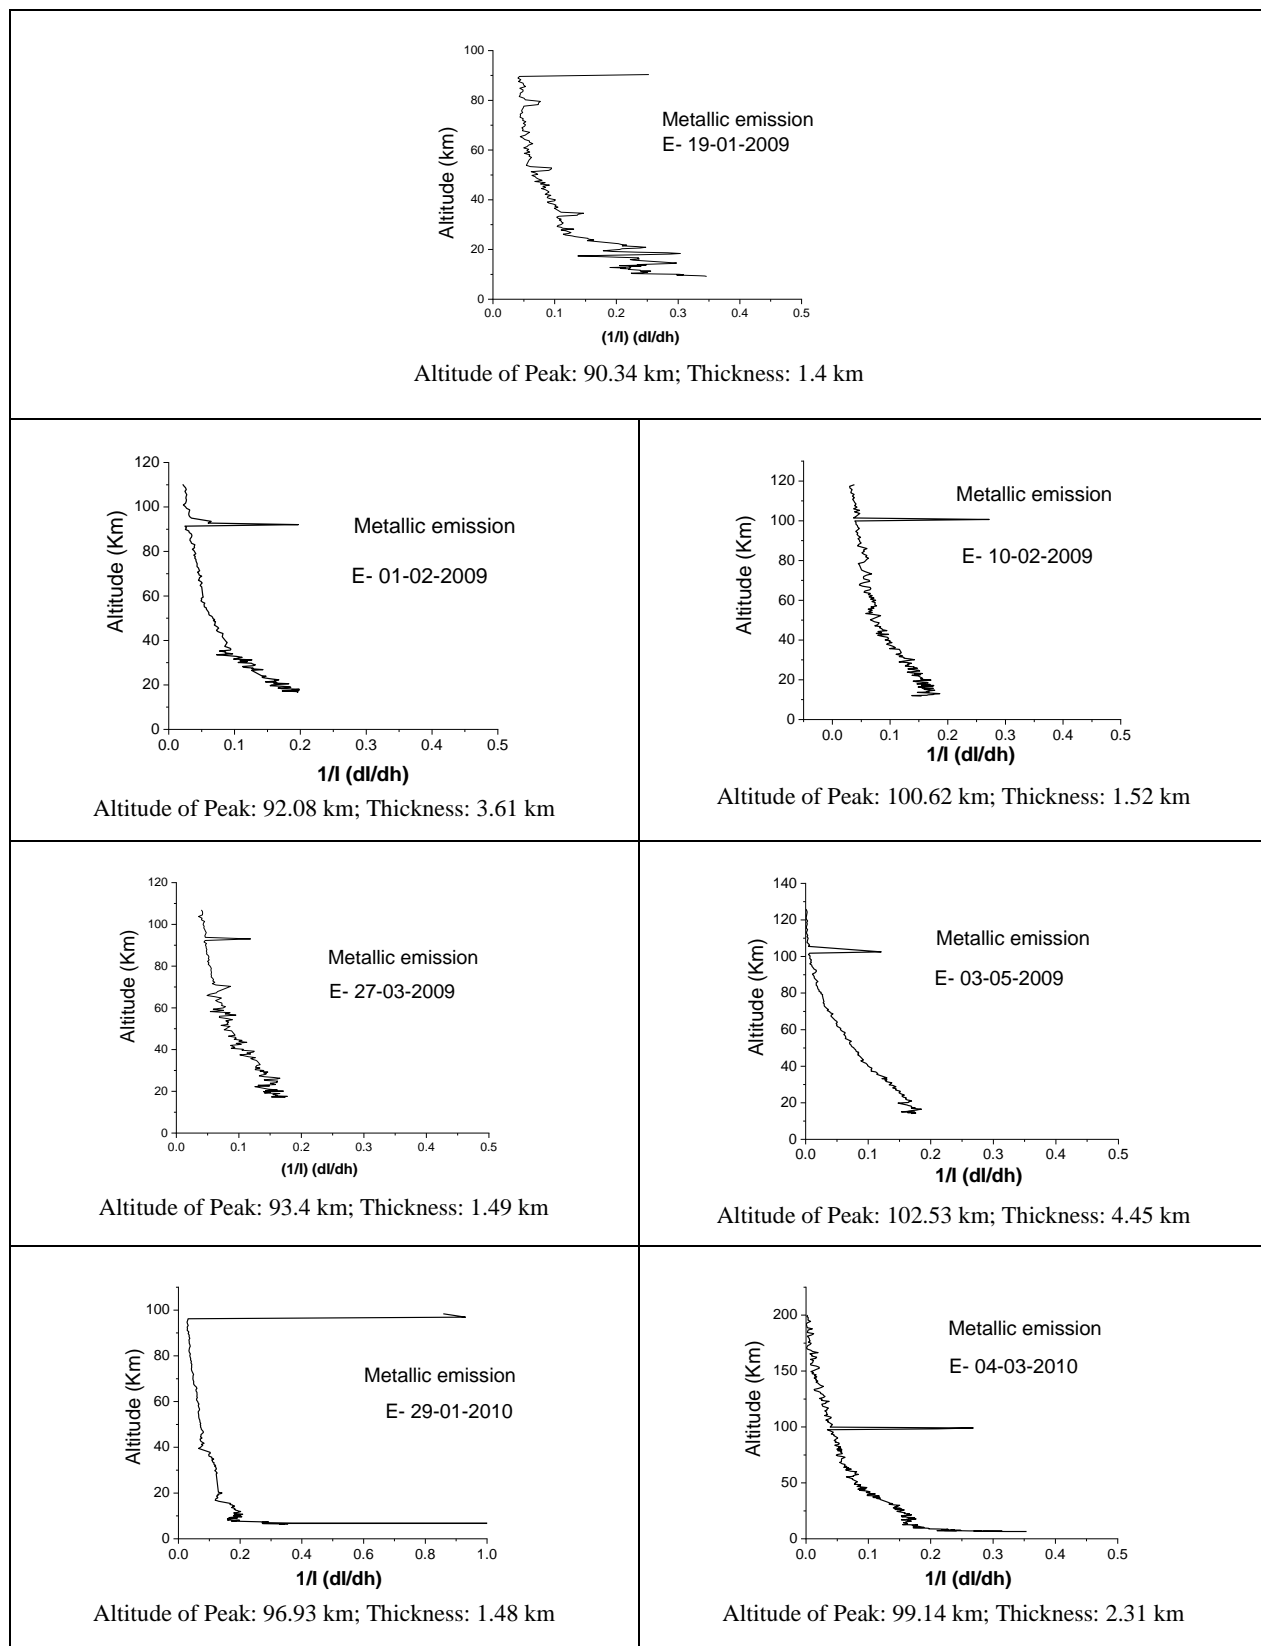 100
80
60
40
20
0
Altitude (km)
Metallic emission
E- 19-01-2009
0.0 0.1 0.2 0.3 0.4 0.5
(1/I) (dI/dh)
Altitude of Peak: 90.34 km; Thickness: 1.4 km
120
100
80
60
40
20
0
Altitude (Km)
Metallic emission
E- 01-02-2009
0.0 0.1 0.2 0.3 0.4 0.5
1/I (dI/dh)
Altitude of Peak: 92.08 km; Thickness: 3.61 km
120
100
80
60
40
20
0
Altitude (Km)
Metallic emission
E- 10-02-2009
0.0 0.1 0.2 0.3 0.4 0.5
1/I (dI/dh)
Altitude of Peak: 100.62 km; Thickness: 1.52 km
120
100
80
60
40
20
0
Altitude (Km)
Metallic emission
E- 27-03-2009
0.0 0.1 0.2 0.3 0.4 0.5
(1/I) (dI/dh)
Altitude of Peak: 93.4 km; Thickness: 1.49 km
140
120
100
80
60
40
20
0
Altitude (Km)
Metallic emission
E- 03-05-2009
0.0 0.1 0.2 0.3 0.4 0.5
1/I (dI/dh)
Altitude of Peak: 102.53 km; Thickness: 4.45 km
100
80
60
40
20
0
Altitude (Km)
Metallic emission
E- 29-01-2010
0.0 0.2 0.4 0.6 0.8 1.0
1/I (dI/dh)
Altitude of Peak: 96.93 km; Thickness: 1.48 km
200
150
100
50
0
Altitude (Km)
Metallic emission
E- 04-03-2010
0.0 0.1 0.2 0.3 0.4 0.5
1/I (dI/dh)
Altitude of Peak: 99.14 km; Thickness: 2.31 km